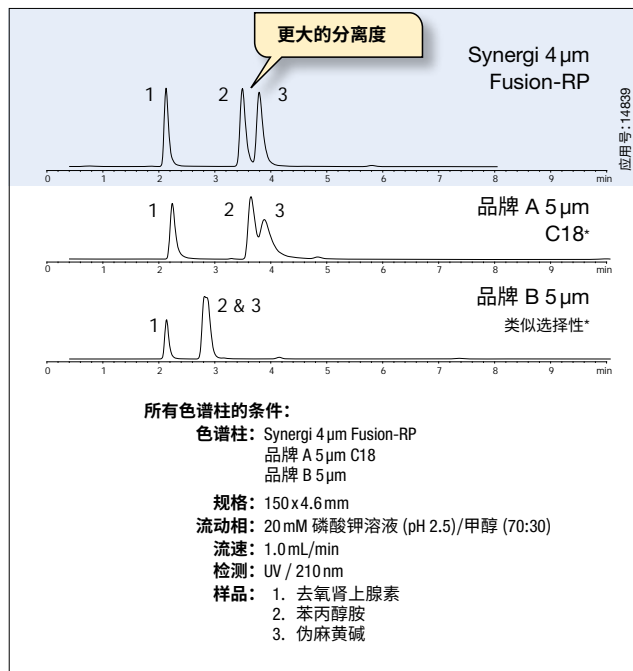 更大的分离度
Synergi 4 µm
Fusion-RP
1 2 3
应用号:14839
0 1 2 3 4 5 6 7 8 9 min
品牌 A 5 µm
C18*
1 2 3
0 1 2 3 4 5 6 7 8 9 min
品牌 B 5 µm
类似选择性*
1 2 & 3
0 1 2 3 4 5 6 7 8 9 min
所有色谱柱的条件：
色谱柱： Synergi 4 µm Fusion-RP
品牌 A 5 µm C18
品牌 B 5 µm
规格： 150 x 4.6 mm
流动相： 20 mM 磷酸钾溶液 (pH 2.5)/甲醇 (70:30)
流速： 1.0 mL/min
检测： UV / 210 nm
样品： 1. 去氧肾上腺素
2. 苯丙醇胺
3. 伪麻黄碱